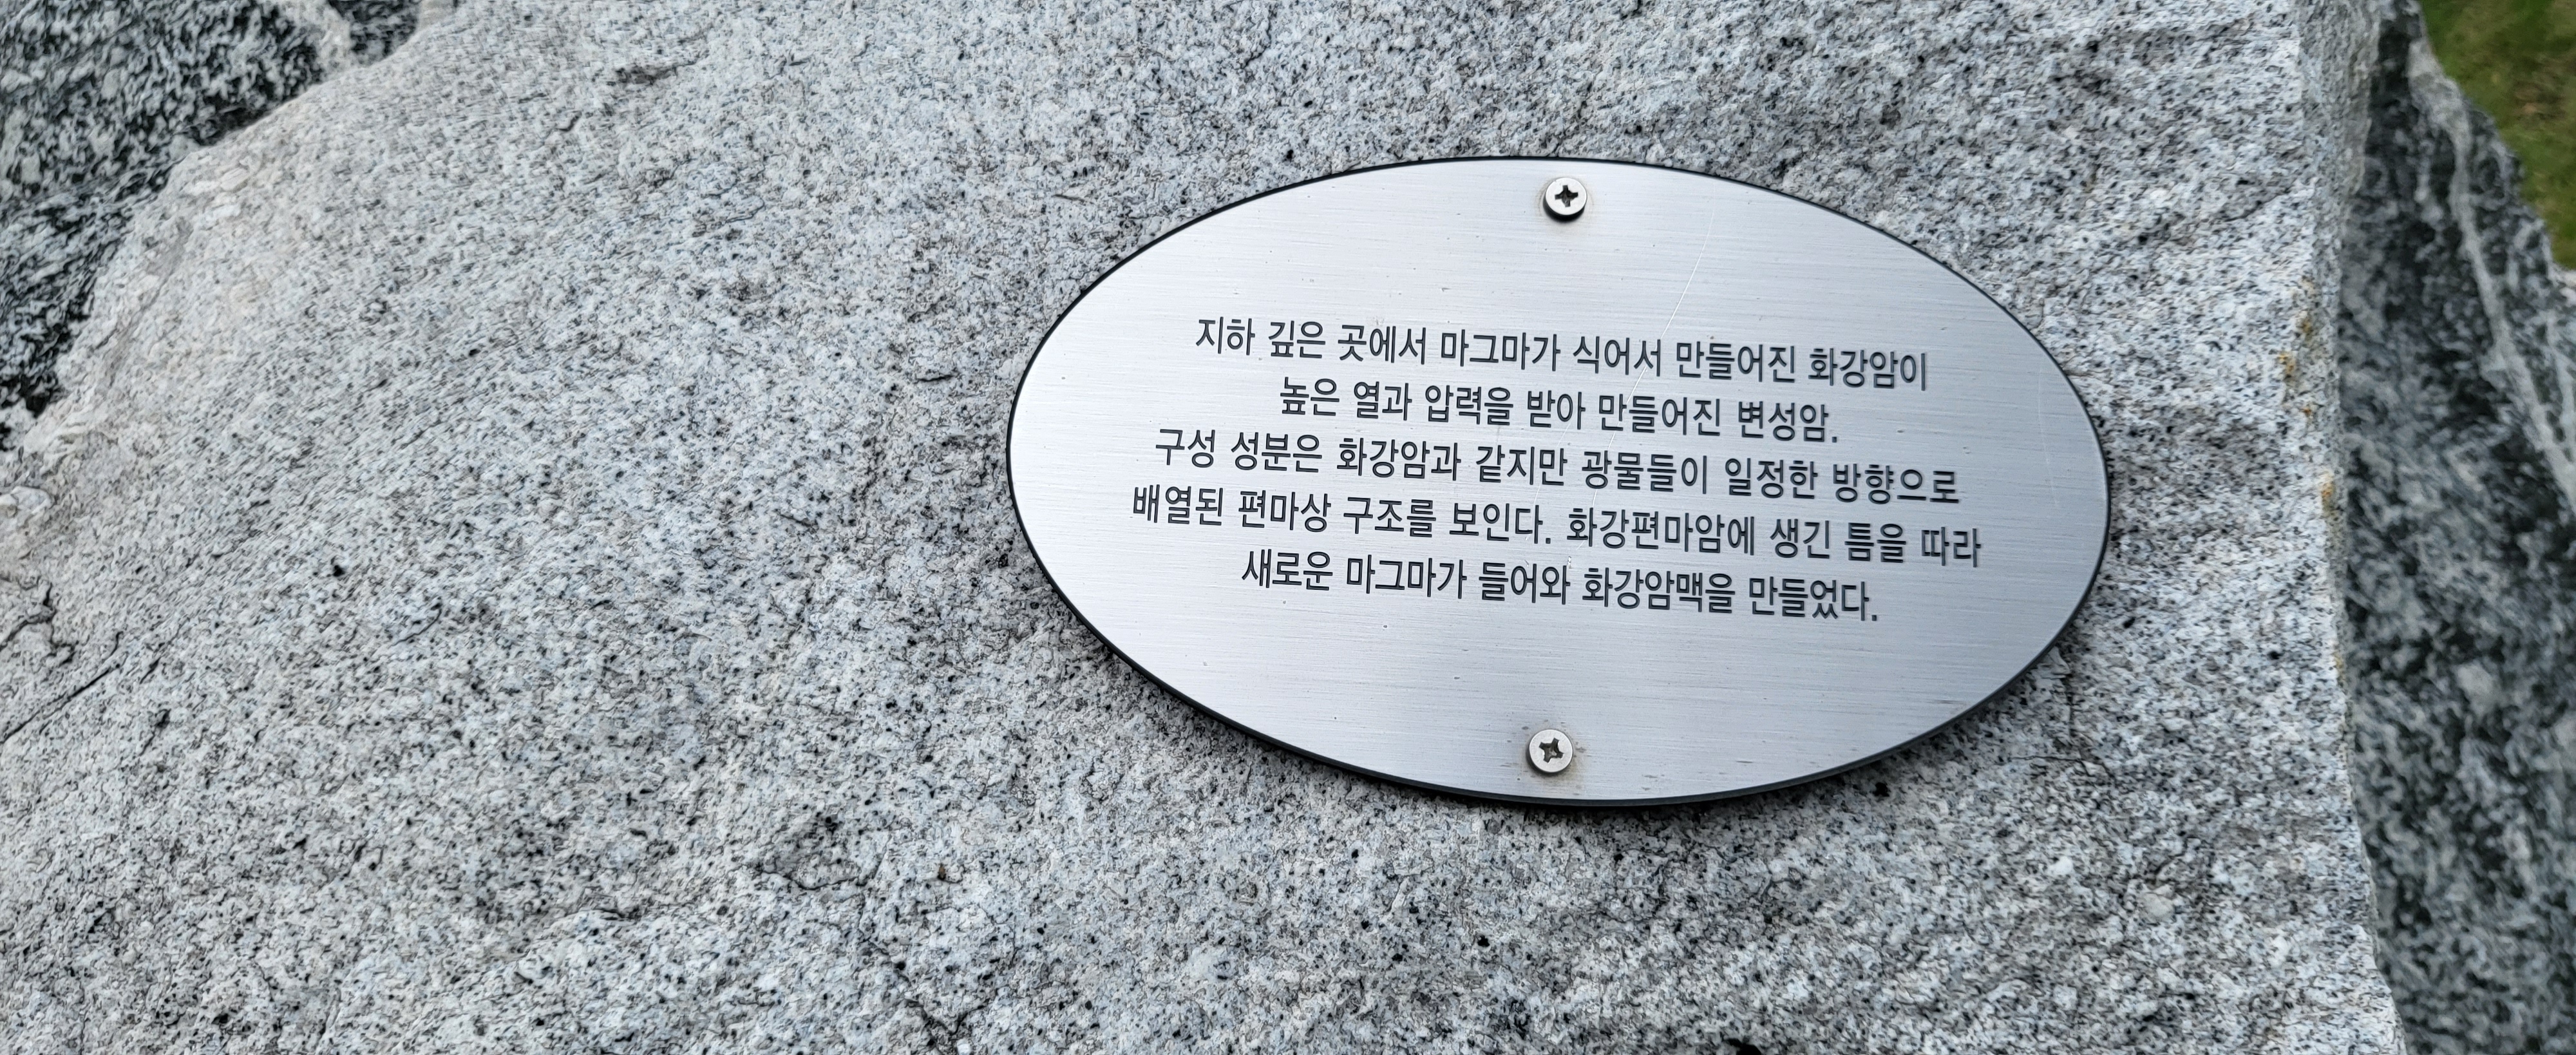 지하 깊은 곳에서 마그마가 식어서 만들어진 화강암이
높은 열과 압력을 받아 만들어진 변성암.
구성 성분은 화강암과 같지만 광물들이 일정한 방향으로
배열된 편마상 구조를 보인다. 화강편마암에 생긴 틈을 따라
새로운 마그마가 들어와 화강암맥을 만들었다.